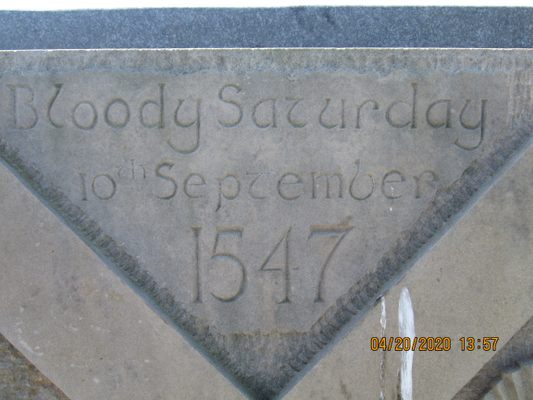 Bloody Saturday
10th September
1547
04/20/2020 13:57